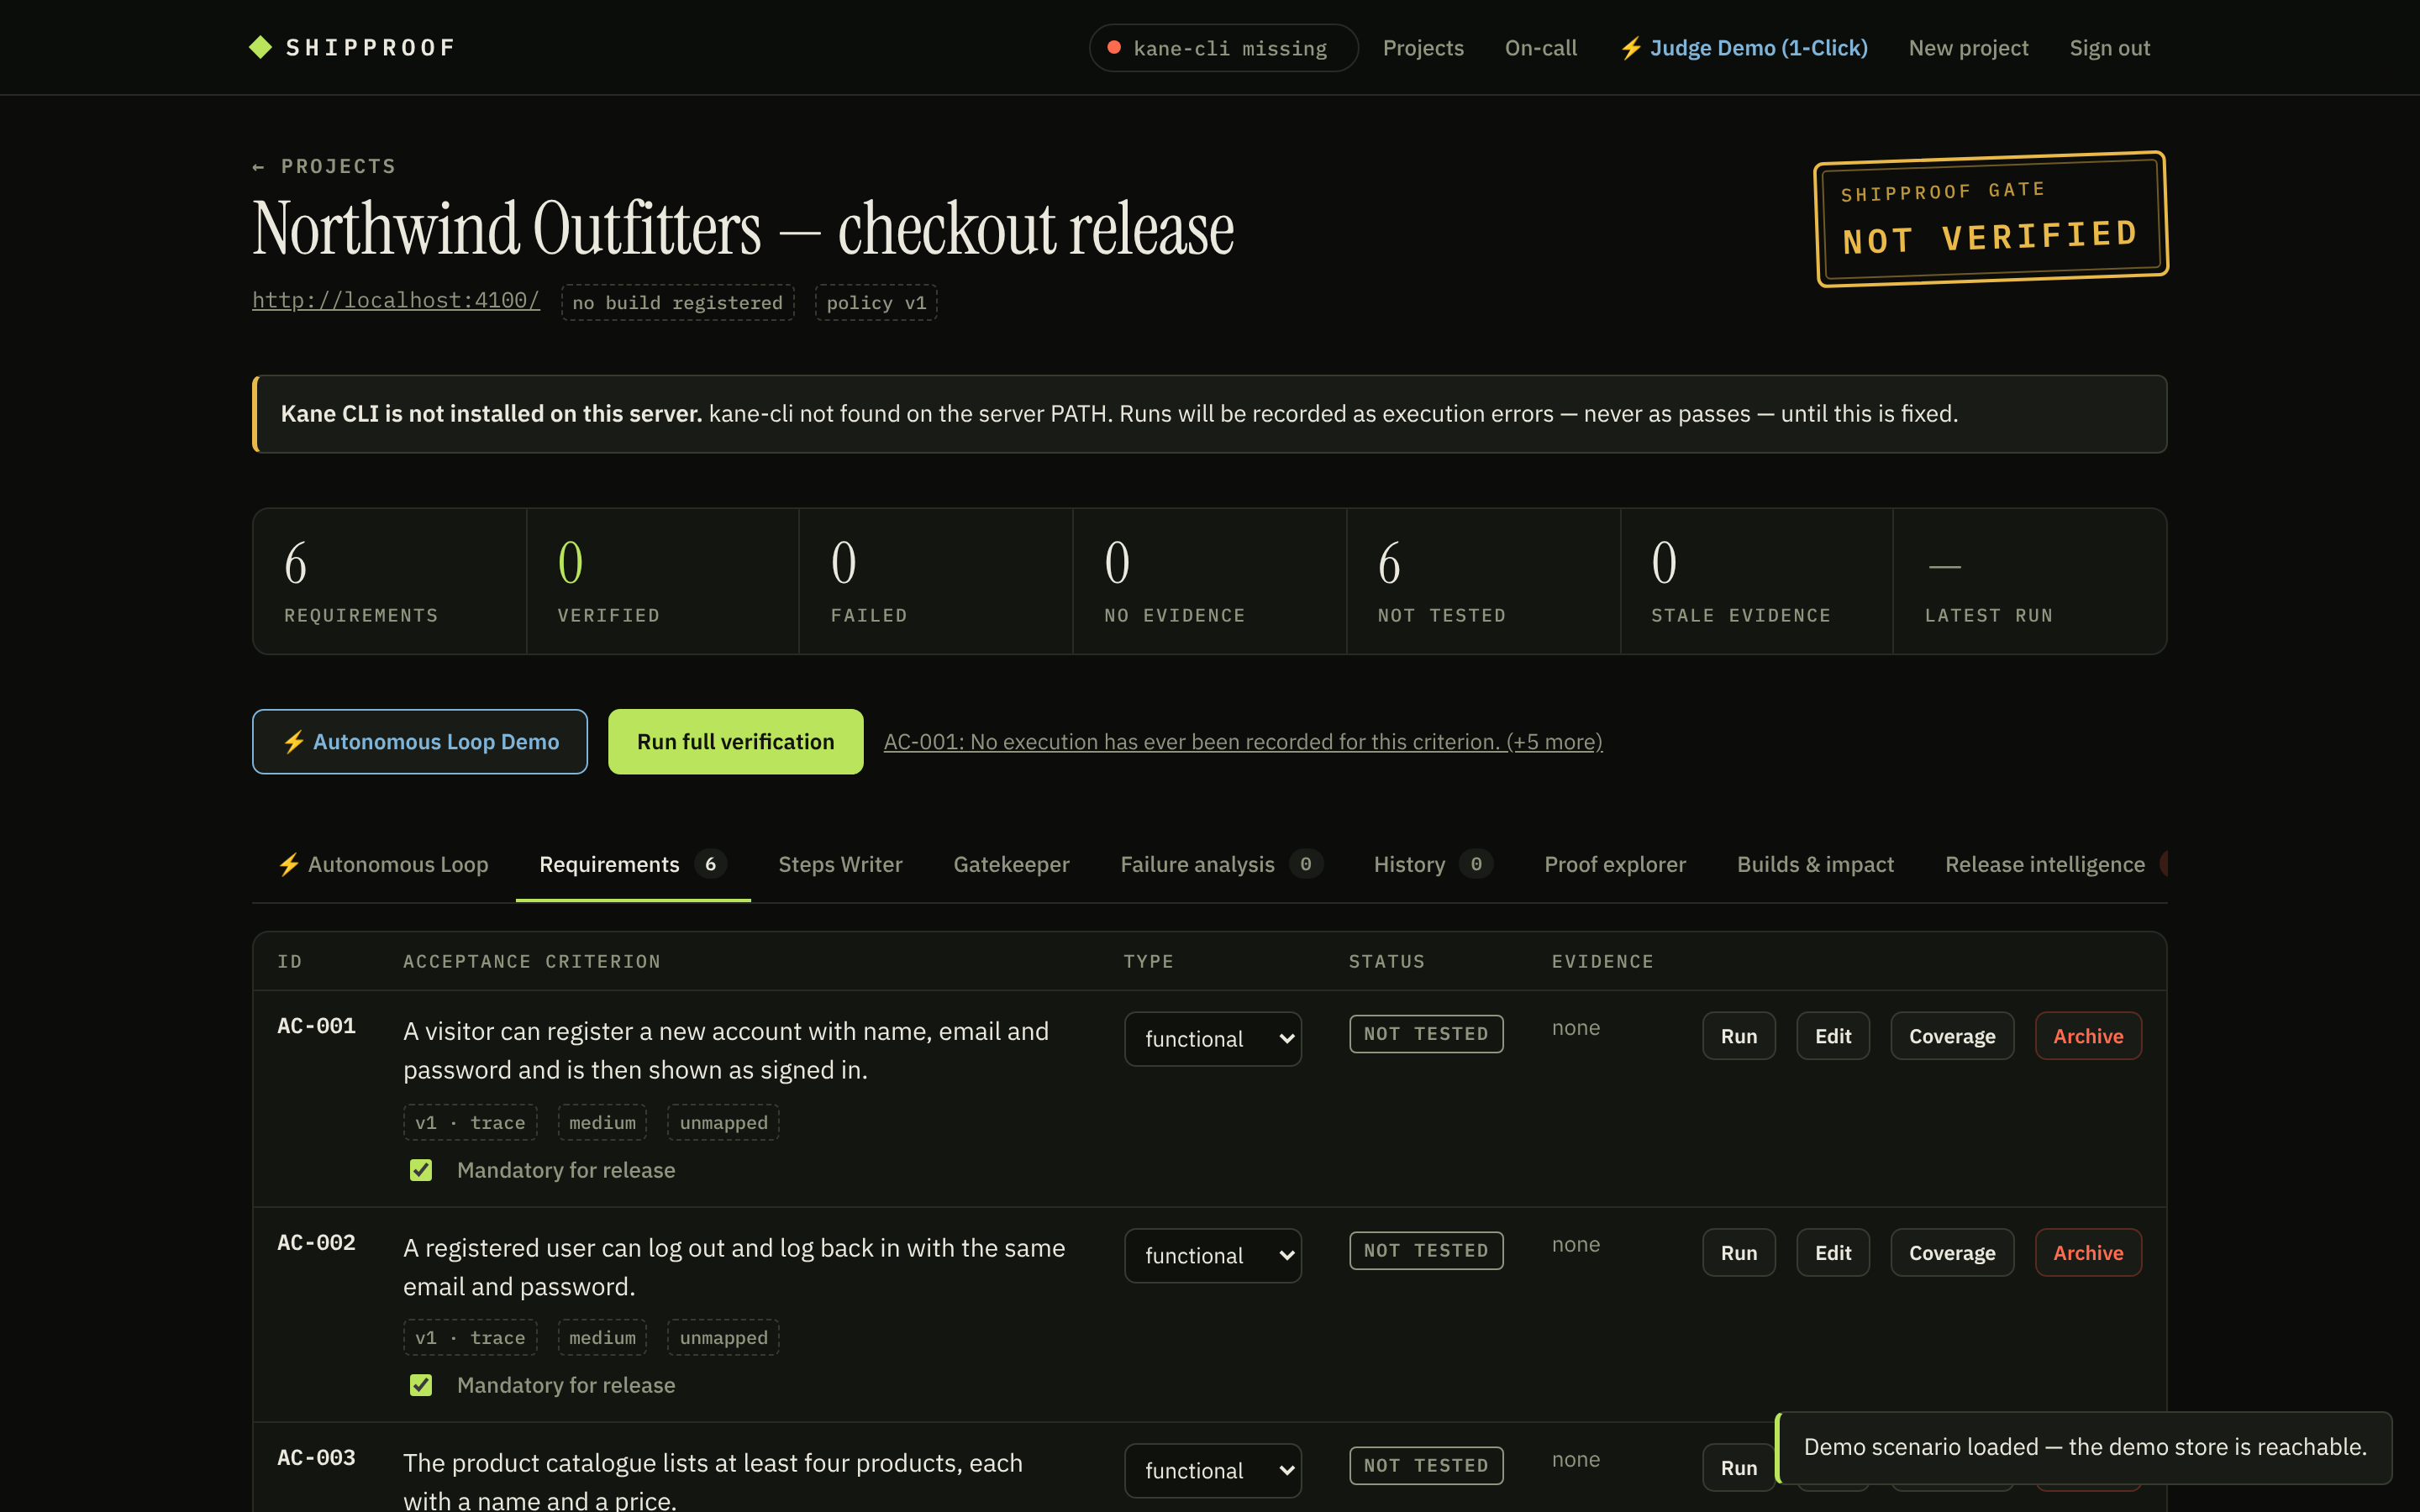 SHIPPROOF
kane-cli missing
Projects
On-call
⚡ Judge Demo (1-Click)
New project
Sign out
← PROJECTS
Northwind Outfitters — checkout release
http://localhost:4100/
no build registered
policy v1
SHIPPROOF GATE
NOT VERIFIED
Kane CLI is not installed on this server. kane-cli not found on the server PATH. Runs will be recorded as execution errors — never as passes — until this is fixed.
6
REQUIREMENTS
0
VERIFIED
0
FAILED
0
NO EVIDENCE
6
NOT TESTED
0
STALE EVIDENCE
—
LATEST RUN
⚡ Autonomous Loop Demo
Run full verification
AC-001: No execution has ever been recorded for this criterion. (+5 more)
⚡ Autonomous Loop
Requirements 6
Steps Writer
Gatekeeper
Failure analysis 0
History 0
Proof explorer
Builds & impact
Release intelligence
ID
ACCEPTANCE CRITERION
TYPE
STATUS
EVIDENCE
AC-001
A visitor can register a new account with name, email and
password and is then shown as signed in.
v1 · trace
medium
unmapped
Mandatory for release
functional
NOT TESTED
none
Run
Edit
Coverage
Archive
AC-002
A registered user can log out and log back in with the same
email and password.
v1 · trace
medium
unmapped
Mandatory for release
functional
NOT TESTED
none
Run
Edit
Coverage
Archive
AC-003
The product catalogue lists at least four products, each
with a name and a price.
functional
NOT TESTED
none
Run
Demo scenario loaded — the demo store is reachable.